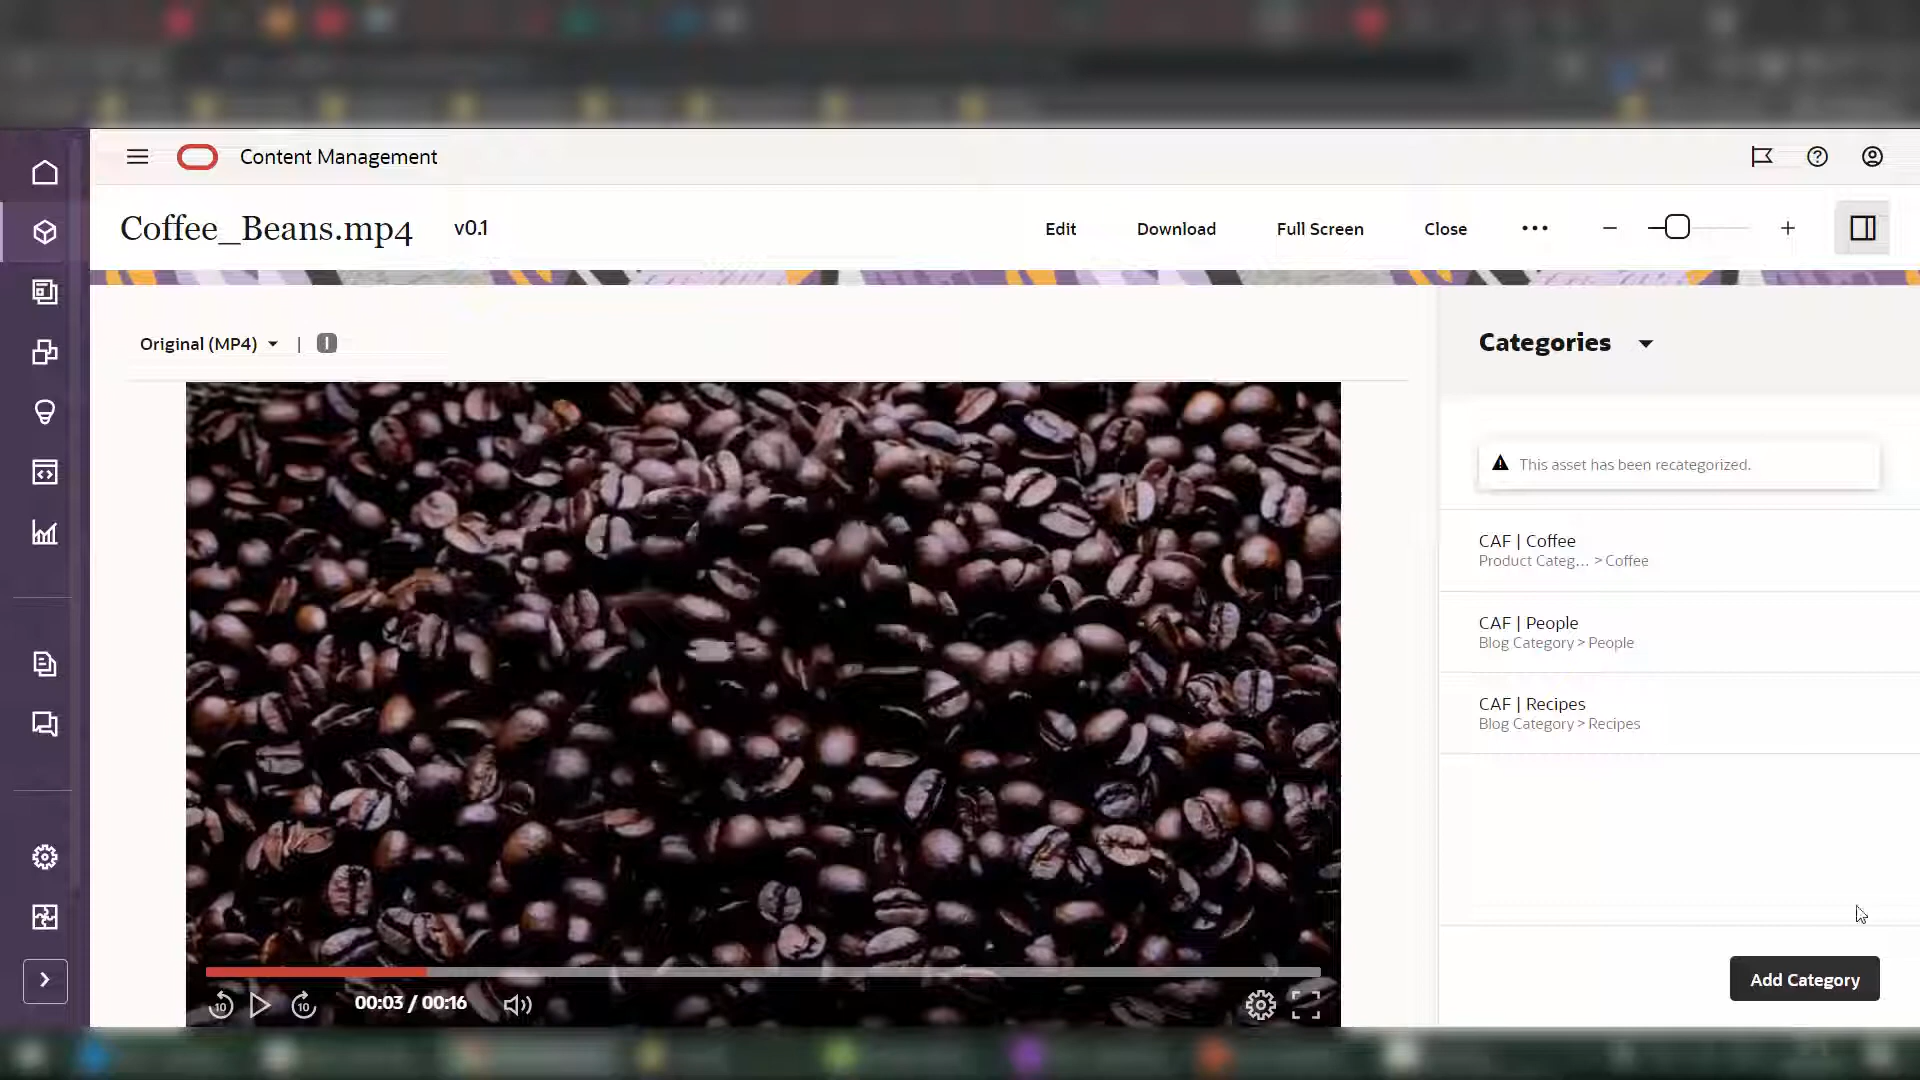 Content Management
Coffee_Beans.mp4 v0.1
Edit Download Full Screen Close
Original (MP4) |
Categories
This asset has been recategorized.
CAF | Coffee
Product Categ... > Coffee
CAF | People
Blog Category > People
CAF | Recipes
Blog Category > Recipes
10 10 00:03 / 00:16
Add Category